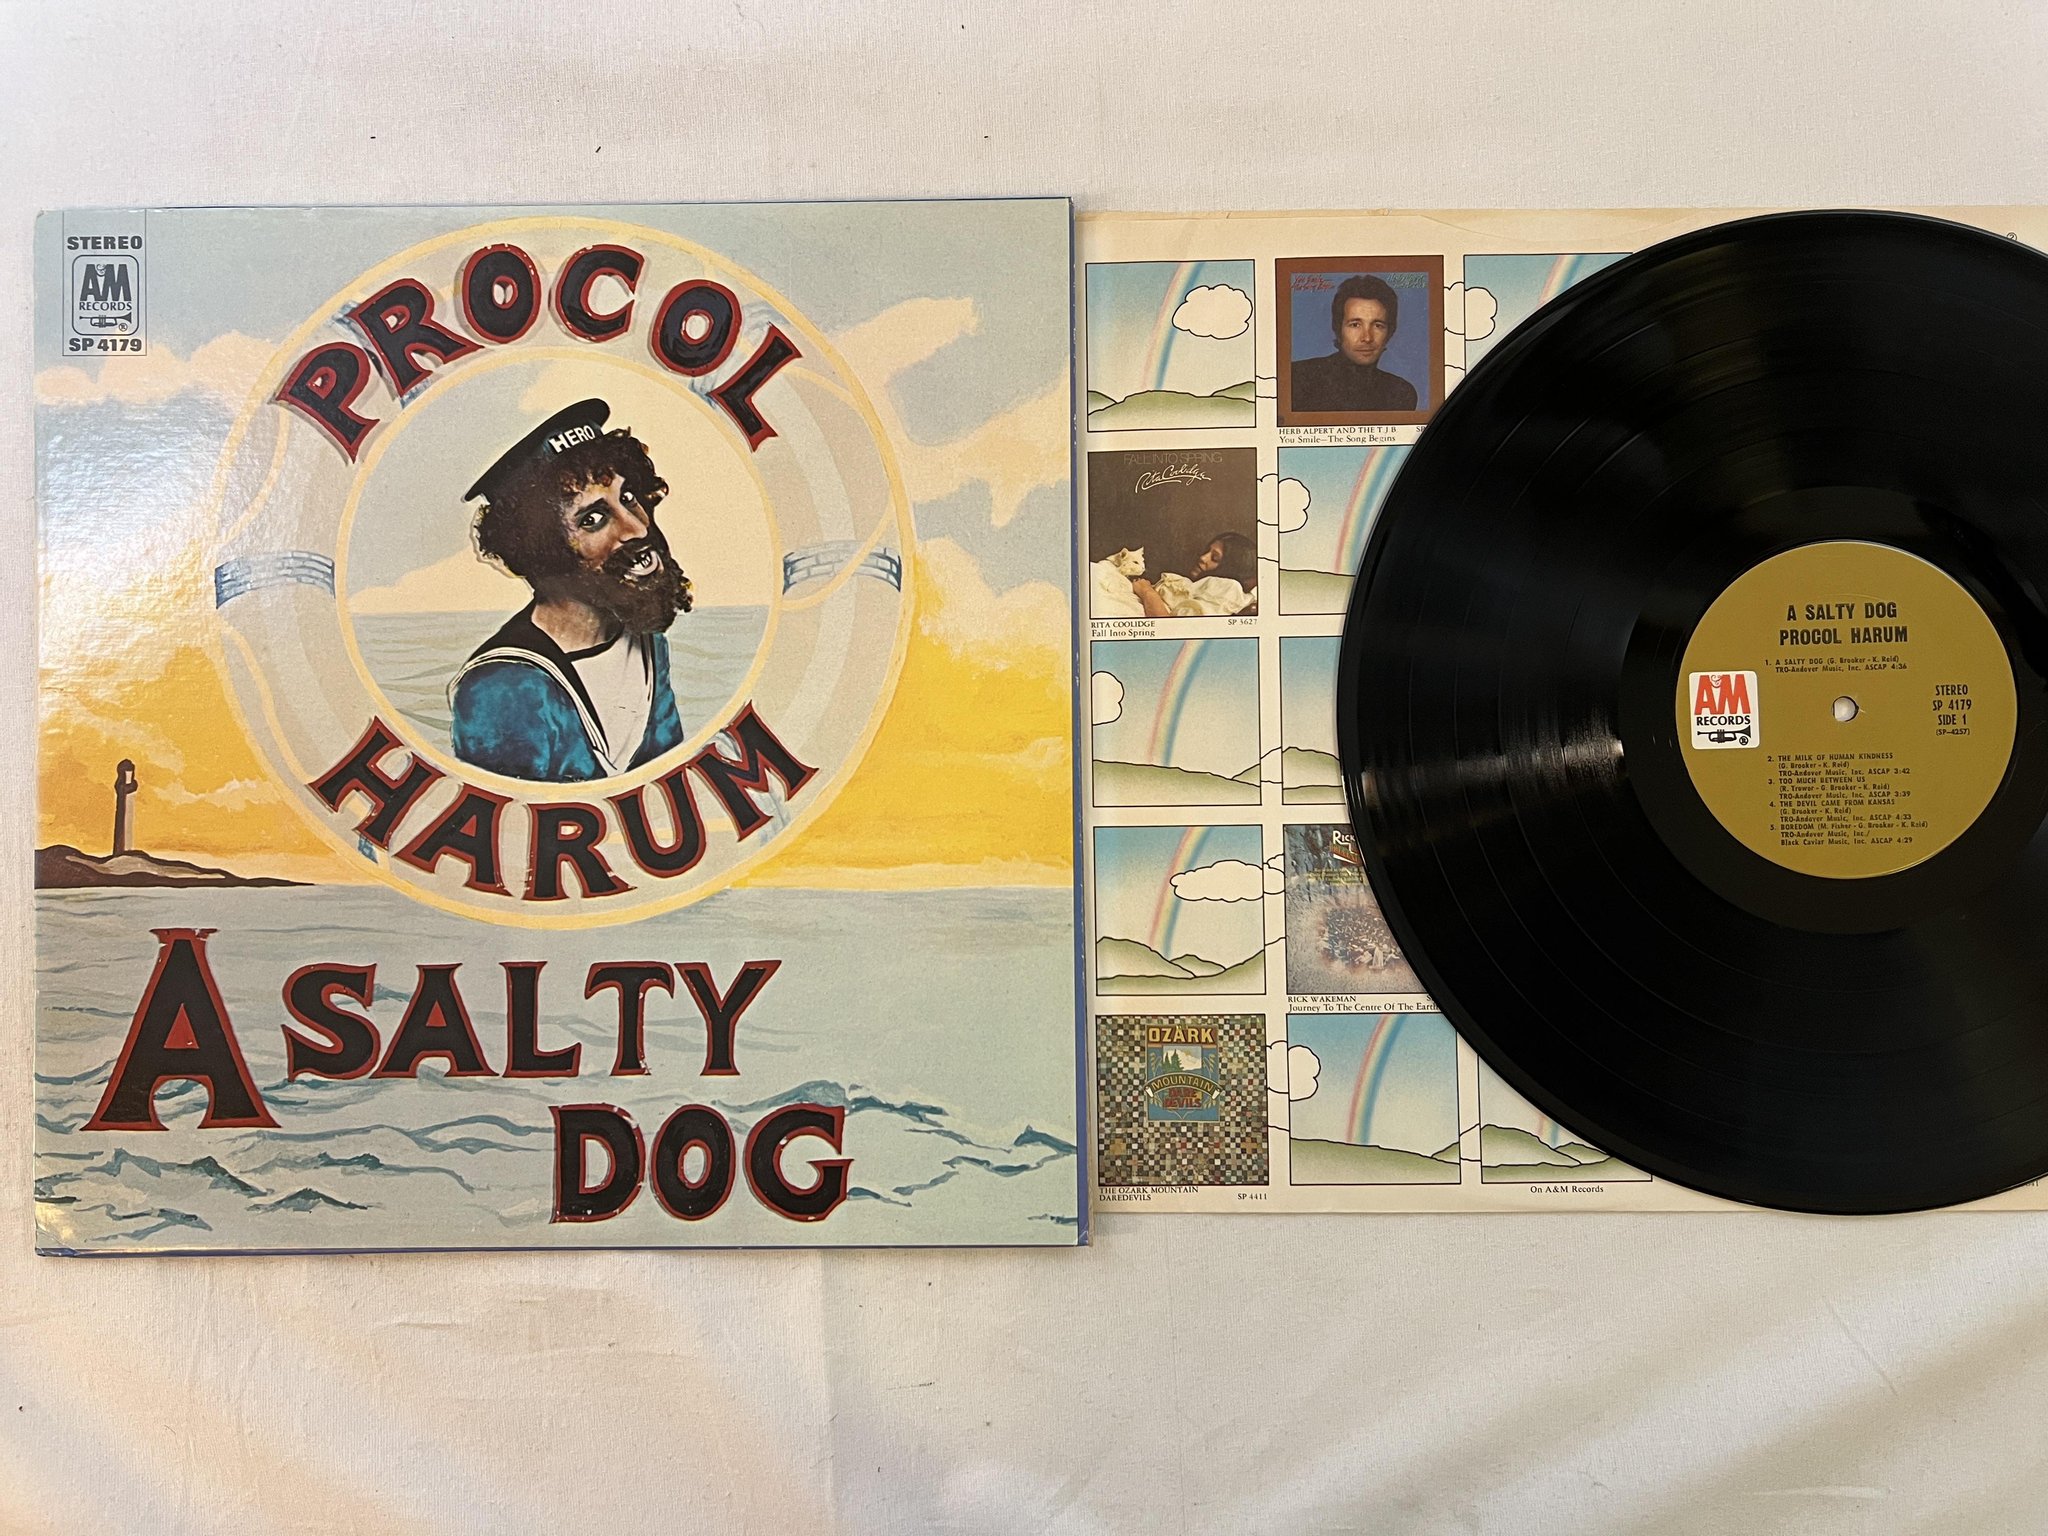 STEREO
A&M
RECORDS
®
SP 4179
PROCOL
HERO
HARUM
A SALTY
DOG
HERB ALPERT AND THE T J B SP
You Smile—The Song Begins
FALL INTO SPRING
Rita Coolidge
RITA COOLIDGE SP 3627
Fall Into Spring
RICK
RICK WAKEMAN S
Journey To The Centre Of The Earth
OZARK
MOUNTAIN
DARE
DEVILS
THE OZARK MOUNTAIN
DAREDEVILS SP 4411
On A&M Records
A SALTY DOG
PROCOL HARUM
1. A SALTY DOG (G. Brooker - K. Reid)
TRO-Andover Music, Inc. ASCAP 4:36
A&M
RECORDS
®
STEREO
SP 4179
SIDE 1
(SP-4257)
2. THE MILK OF HUMAN KINDNESS
(G. Brooker - K. Reid)
TRO-Andover Music, Inc. ASCAP 3:42
3. TOO MUCH BETWEEN US
(R. Trower - G. Brooker - K. Reid)
TRO-Andover Music, Inc. ASCAP 3:39
4. THE DEVIL CAME FROM KANSAS
(G. Brooker - K. Reid)
TRO-Andover Music, Inc. ASCAP 4:33
5. BOREDOM (M. Fisher - G. Brooker - K. Reid)
TRO-Andover Music, Inc./
Black Caviar Music, Inc. ASCAP 4:29